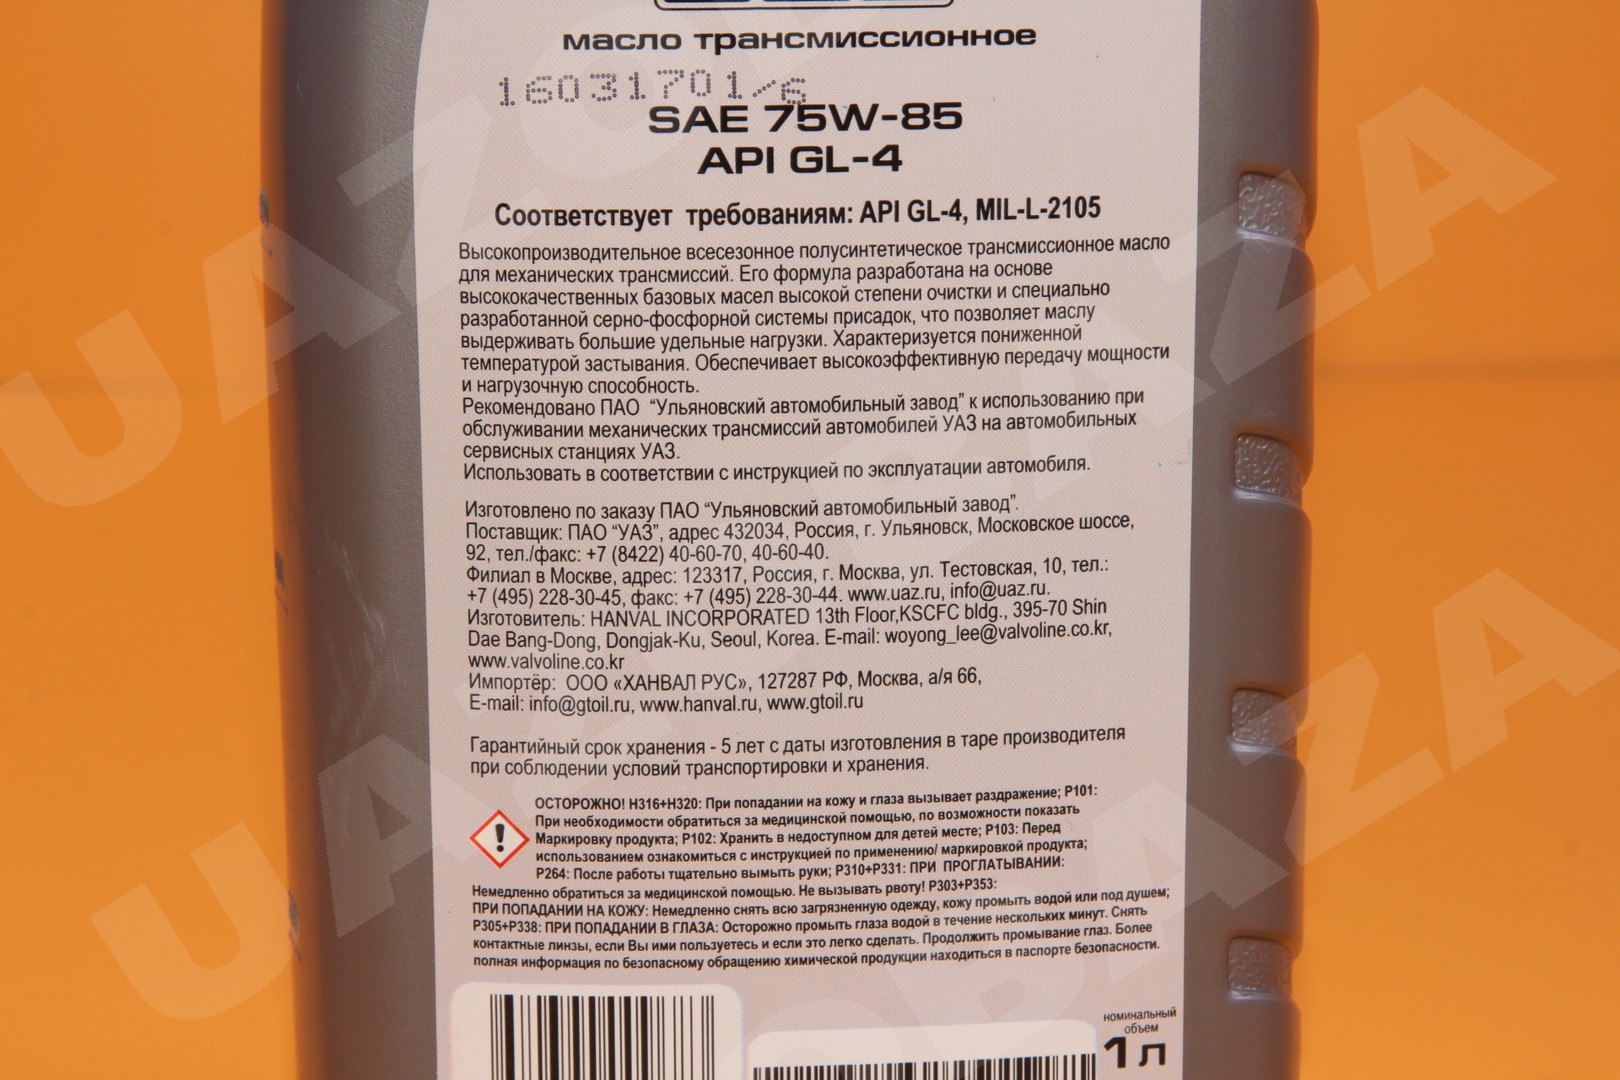 масло трансмиссионное
16031701/6
SAE 75W-85
API GL-4
Соответствует требованиям: API GL-4, MIL-L-2105
Высокопроизводительное всесезонное полусинтетическое трансмиссионное масло
для механических трансмиссий. Его формула разработана на основе
высококачественных базовых масел высокой степени очистки и специально
разработанной серно-фосфорной системы присадок, что позволяет маслу
выдерживать большие удельные нагрузки. Характеризуется пониженной
температурой застывания. Обеспечивает высокоэффективную передачу мощности
и нагрузочную способность.
Рекомендовано ПАО “Ульяновский автомобильный завод” к использованию при
обслуживании механических трансмиссий автомобилей УАЗ на автомобильных
сервисных станциях УАЗ.
Использовать в соответствии с инструкцией по эксплуатации автомобиля.
Изготовлено по заказу ПАО “Ульяновский автомобильный завод”.
Поставщик: ПАО “УАЗ”, адрес 432034, Россия, г. Ульяновск, Московское шоссе,
92, тел./факс: +7 (8422) 40-60-70, 40-60-40.
Филиал в Москве, адрес: 123317, Россия, г. Москва, ул. Тестовская, 10, тел.:
+7 (495) 228-30-45, факс: +7 (495) 228-30-44. www.uaz.ru, info@uaz.ru.
Изготовитель: HANVAL INCORPORATED 13th Floor,KSCFC bldg., 395-70 Shin
Dae Bang-Dong, Dongjak-Ku, Seoul, Korea. E-mail: woyong_lee@valvoline.co.kr,
www.valvoline.co.kr
Импортёр: ООО «ХАНВАЛ РУС», 127287 РФ, Москва, а/я 66,
E-mail: info@gtoil.ru, www.hanval.ru, www.gtoil.ru
Гарантийный срок хранения - 5 лет с даты изготовления в таре производителя
при соблюдении условий транспортировки и хранения.
ОСТОРОЖНО! H316+H320: При попадании на кожу и глаза вызывает раздражение; P101:
При необходимости обратиться за медицинской помощью, по возможности показать
Маркировку продукта; P102: Хранить в недоступном для детей месте; P103: Перед
использованием ознакомиться с инструкцией по применению/ маркировкой продукта;
P264: После работы тщательно вымыть руки; P310+P331: ПРИ ПРОГЛАТЫВАНИИ:
Немедленно обратиться за медицинской помощью. Не вызывать рвоту! P303+P353:
ПРИ ПОПАДАНИИ НА КОЖУ: Немедленно снять всю загрязненную одежду, кожу промыть водой или под душем;
P305+P338: ПРИ ПОПАДАНИИ В ГЛАЗА: Осторожно промыть глаза водой в течение нескольких минут. Снять
контактные линзы, если Вы ими пользуетесь и если это легко сделать. Продолжить промывание глаз. Более
полная информация по безопасному обращению химической продукции находиться в паспорте безопасности.
номинальный
объем
1 л
UAZOBAZA
UAZOBAZA